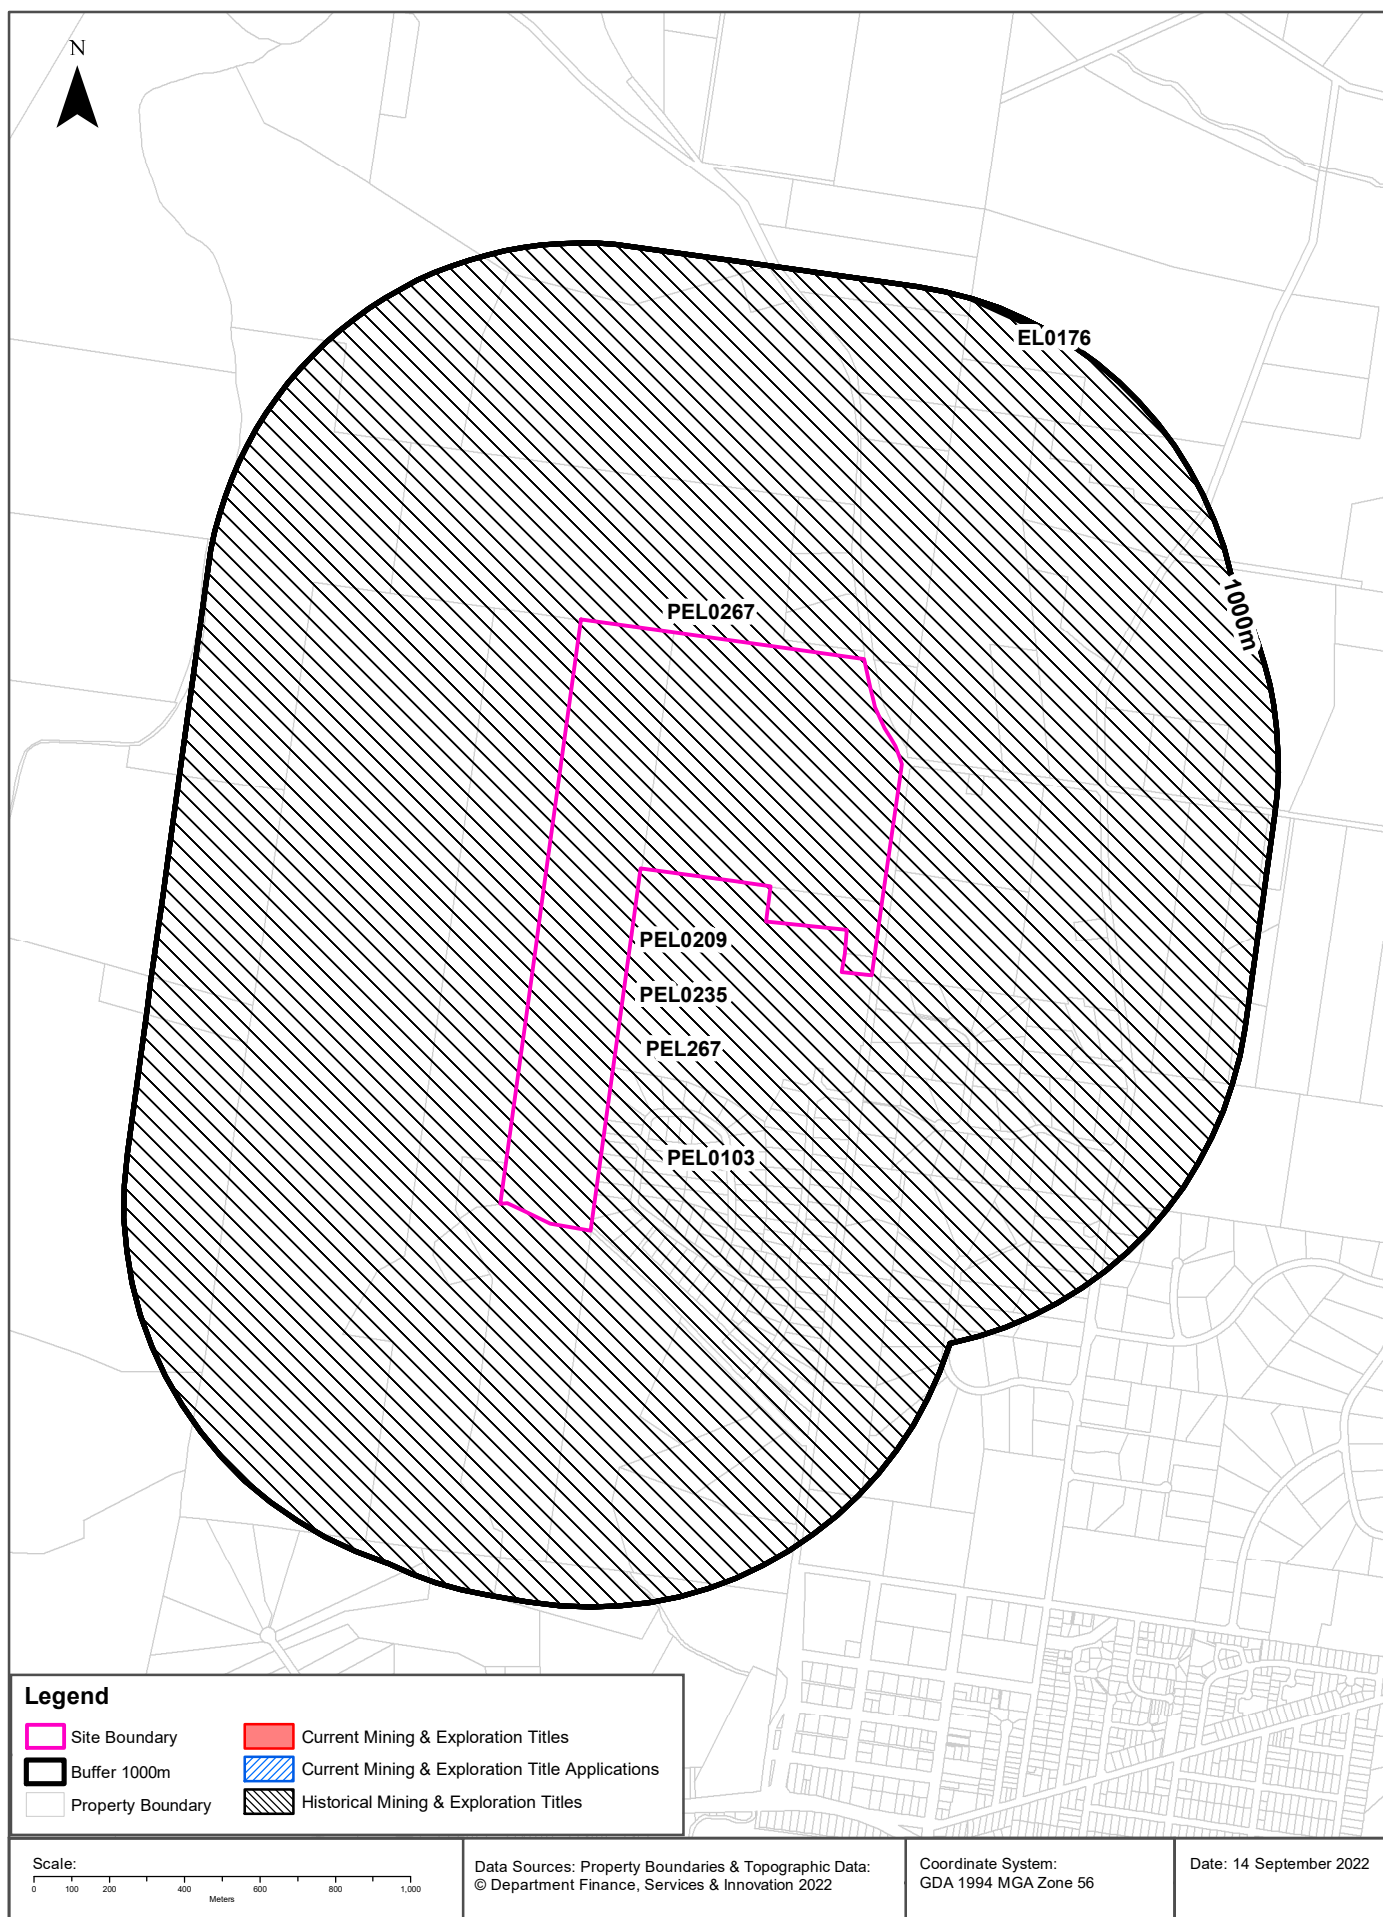 N
EL0176
1000m
PEL0267
PEL0209
PEL0235
PEL267
PEL0103
Legend
Site Boundary
Buffer 1000m
Property Boundary
Current Mining & Exploration Titles
Current Mining & Exploration Title Applications
Historical Mining & Exploration Titles
Scale:
0 100 200 400 600 800 1,000
Meters
Data Sources: Property Boundaries & Topographic Data:
© Department Finance, Services & Innovation 2022
Coordinate System:
GDA 1994 MGA Zone 56
Date: 14 September 2022